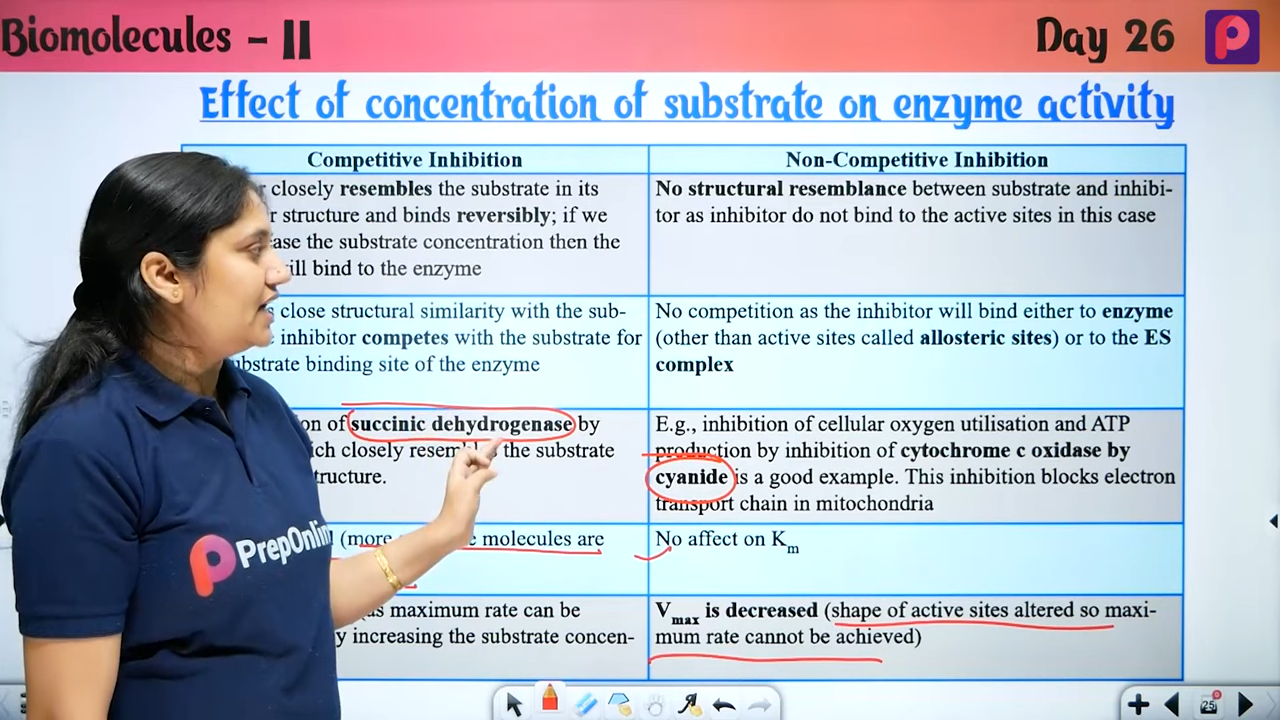 Biomolecules - II
Day 26
Effect of concentration of substrate on enzyme activity
Competitive Inhibition
closely resembles the substrate in its
structure and binds reversibly; if we
the substrate concentration then the
bind to the enzyme
close structural similarity with the sub-
inhibitor competes with the substrate for
binding site of the enzyme
of succinic dehydrogenase by
closely the substrate
(more molecules are
maximum rate can be
increasing the substrate concen-
Non-Competitive Inhibition
No structural resemblance between substrate and inhibi-
tor as inhibitor do not bind to the active sites in this case
No competition as the inhibitor will bind either to enzyme
(other than active sites called allosteric sites) or to the ES
complex
E.g., inhibition of cellular oxygen utilisation and ATP
production by inhibition of cytochrome c oxidase by
cyanide is a good example. This inhibition blocks electron
transport chain in mitochondria
No affect on Km
Vmax is decreased (shape of active sites altered so maxi-
mum rate cannot be achieved)
PrepOnlin
25